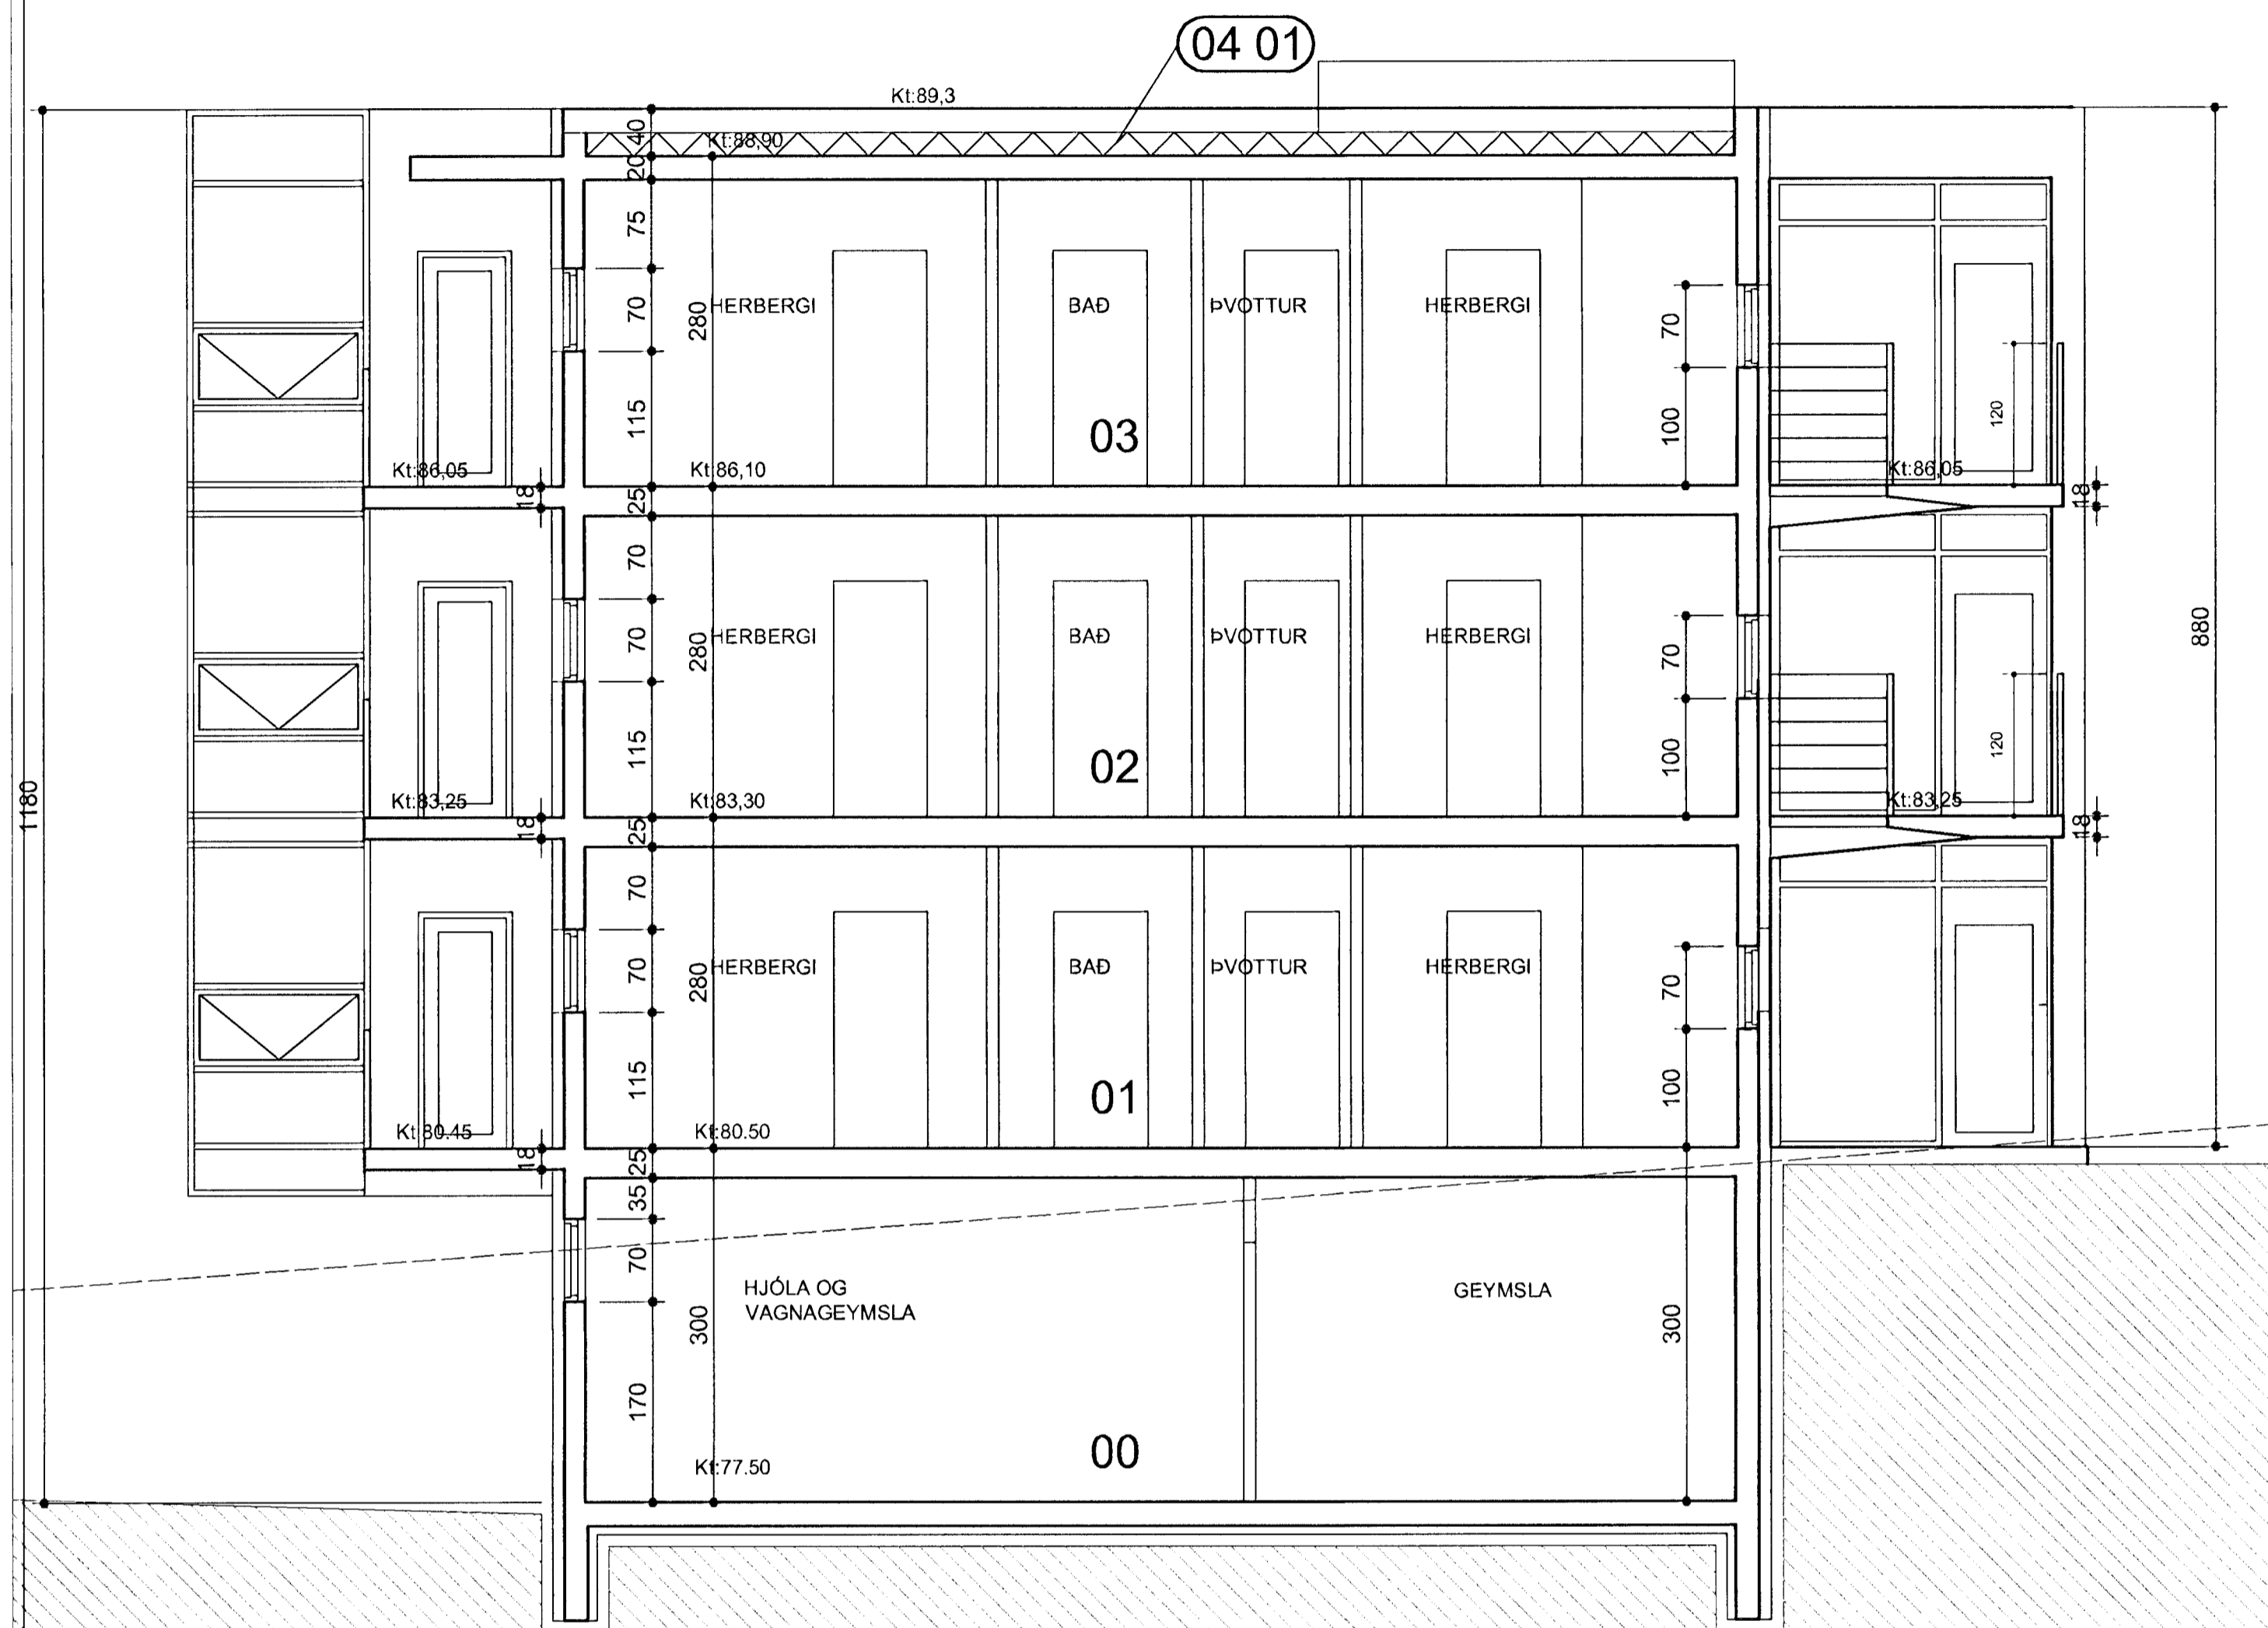 04 01
Kt:89,3
40
Kt:88,90
20
75
70
280
HERBERGI
BAÐ
ÞVOTTUR
HERBERGI
70
115
03
100
120
Kt:86,05
Kt:86,10
Kt:86,05
18
25
18
70
70
280
HERBERGI
BAÐ
ÞVOTTUR
HERBERGI
70
880
115
02
100
120
1180
Kt:83,25
Kt:83,30
Kt:83,25
18
25
18
70
70
280
HERBERGI
BAÐ
ÞVOTTUR
HERBERGI
70
115
01
100
Kt:80.45
Kt:80.50
18
25
35
70
HJÓLA OG
VAGNAGEYMSLA
GEYMSLA
300
300
170
00
Kt:77.50